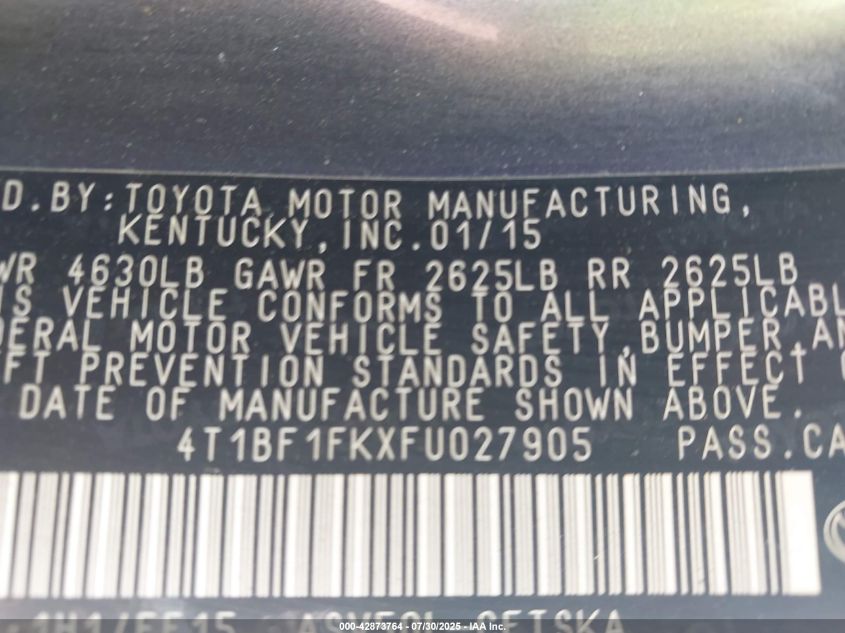 D.BY:TOYOTA MOTOR MANUFACTURING,
KENTUCKY,INC.01/15
WR 4630LB GAWR FR 2625LB RR 2625LB
IS VEHICLE CONFORMS TO ALL APPLICABL
DERAL MOTOR VEHICLE SAFETY,BUMPER,AN
FT PREVENTION STANDARDS IN EFFECT
DATE OF MANUFACTURE SHOWN ABOVE.
4T1BF1FKXFU027905 PASS.CA
000-42873764 - 07/30/2025 - IAA Inc.